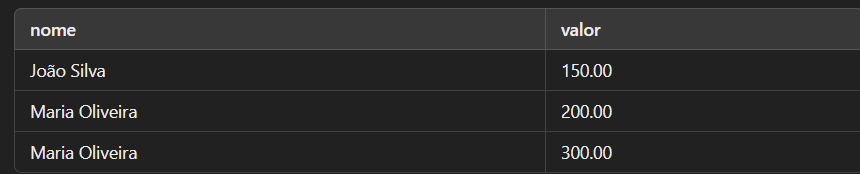 nome valor
João Silva 150.00
Maria Oliveira 200.00
Maria Oliveira 300.00